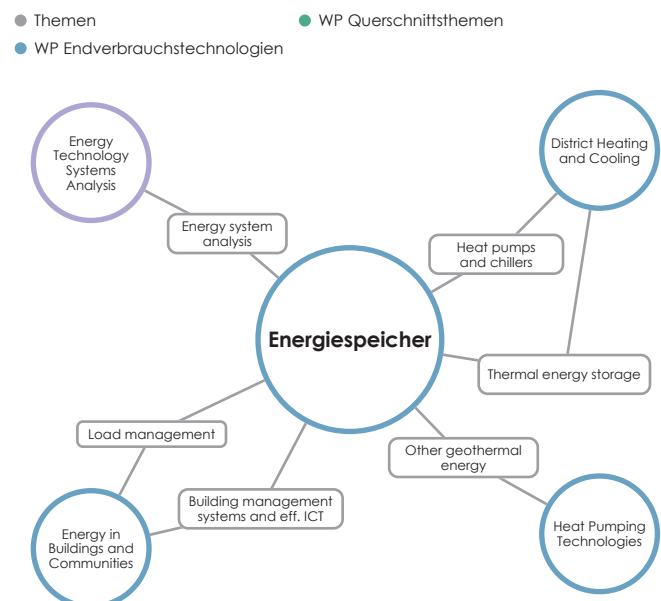 Themen
WP Querschnittsthemen
WP Endverbrauchstechnologien
Energy
Technology
Systems
Analysis
District Heating
and Cooling
Energy system
analysis
Heat pumps
and chillers
Energiespeicher
Thermal energy storage
Load management
Other geothermal
energy
Building management
systems and eff. ICT
Energy in
Buildings and
Communities
Heat Pumping
Technologies